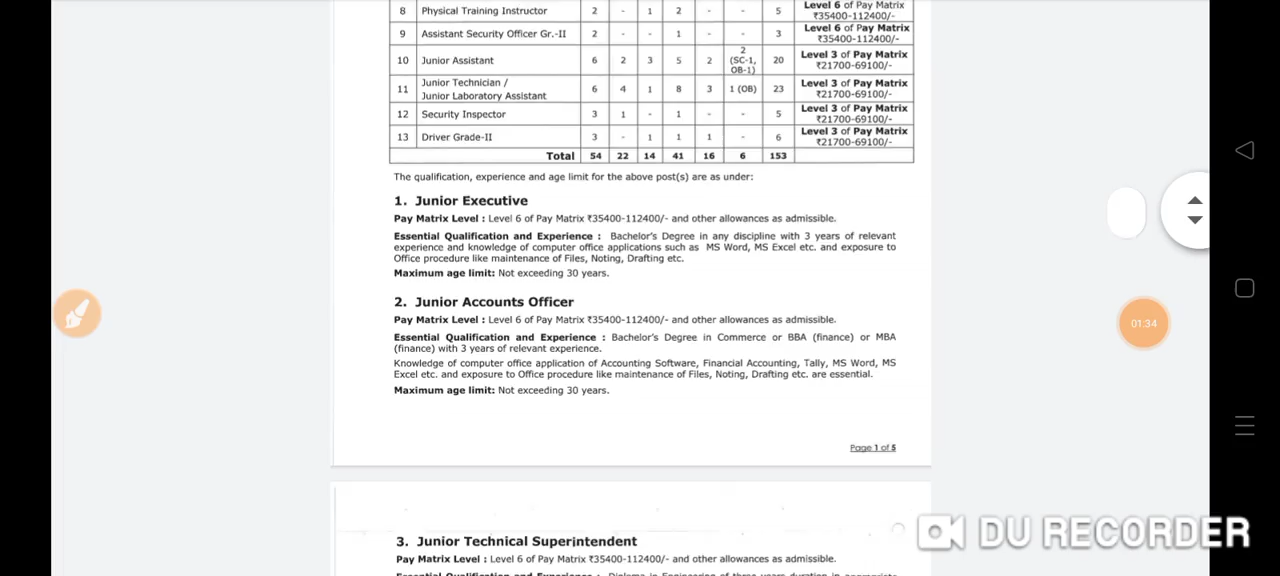 8 Physical Training Instructor 2 - 1 2 - - 5 Level 6 of Pay Matrix
₹35400-112400/-
9 Assistant Security Officer Gr.-II 2 - - 1 - - 3 Level 6 of Pay Matrix
₹35400-112400/-
10 Junior Assistant 6 2 3 5 2 2 (SC-1, OB-1) 20 Level 3 of Pay Matrix
₹21700-69100/-
11 Junior Technician / Junior Laboratory Assistant 6 4 1 8 3 1 (OB) 23 Level 3 of Pay Matrix
₹21700-69100/-
12 Security Inspector 3 1 - 1 - - 5 Level 3 of Pay Matrix
₹21700-69100/-
13 Driver Grade-II 3 - 1 1 1 - 6 Level 3 of Pay Matrix
₹21700-69100/-
Total 54 22 14 41 16 6 153
The qualification, experience and age limit for the above post(s) are as under:
1. Junior Executive
Pay Matrix Level : Level 6 of Pay Matrix ₹35400-112400/- and other allowances as admissible.
Essential Qualification and Experience : Bachelor's Degree in any discipline with 3 years of relevant
experience and knowledge of computer office applications such as MS Word, MS Excel etc. and exposure to
Office procedure like maintenance of Files, Noting, Drafting etc.
Maximum age limit: Not exceeding 30 years.
2. Junior Accounts Officer
Pay Matrix Level : Level 6 of Pay Matrix ₹35400-112400/- and other allowances as admissible.
Essential Qualification and Experience : Bachelor's Degree in Commerce or BBA (finance) or MBA
(finance) with 3 years of relevant experience.
Knowledge of computer office application of Accounting Software, Financial Accounting, Tally, MS Word, MS
Excel etc. and exposure to Office procedure like maintenance of Files, Noting, Drafting etc. are essential.
Maximum age limit: Not exceeding 30 years.
Page 1 of 5
01:34
3. Junior Technical Superintendent
Pay Matrix Level : Level 6 of Pay Matrix ₹35400-112400/- and other allowances as admissible.
Essential Qualification and Experience : Diploma in Engineering of three years duration in appropriate
DU RECORDER